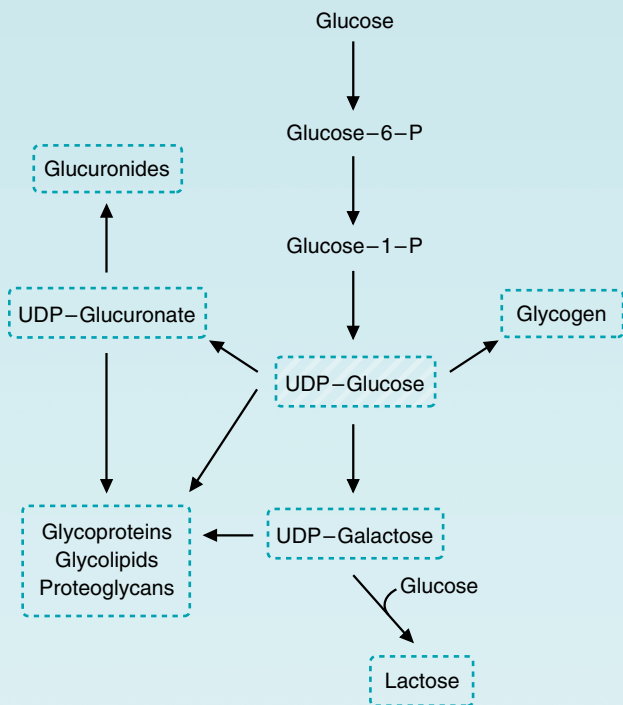 Glucose
Glucose–6–P
Glucuronides
Glucose–1–P
UDP–Glucuronate
Glycogen
UDP–Glucose
Glycoproteins
Glycolipids
Proteoglycans
UDP–Galactose
Glucose
Lactose